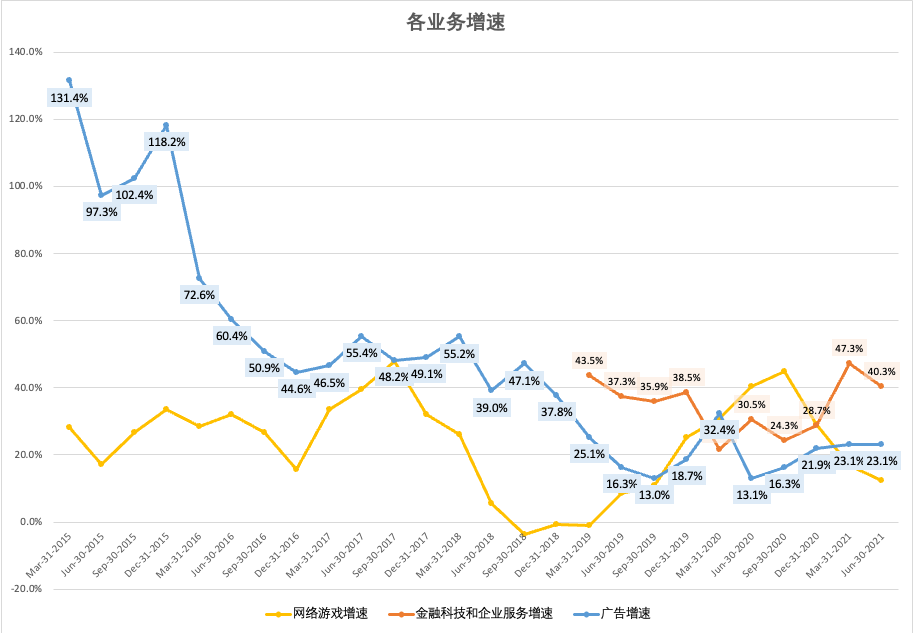 各业务增速
140.0%
120.0%
100.0%
80.0%
60.0%
40.0%
20.0%
0.0%
-20.0%
131.4%
97.3%
102.4%
118.2%
72.6%
60.4%
50.9%
44.6%
46.5%
55.4%
48.2%
49.1%
55.2%
39.0%
47.1%
37.8%
25.1%
16.3%
13.0%
18.7%
32.4%
13.1%
16.3%
21.9%
23.1%
23.1%
43.5%
37.3%
35.9%
38.5%
30.5%
24.3%
28.7%
47.3%
40.3%
Mar-31-2015
Jun-30-2015
Sep-30-2015
Dec-31-2015
Mar-31-2016
Jun-30-2016
Sep-30-2016
Dec-31-2016
Mar-31-2017
Jun-30-2017
Sep-30-2017
Dec-31-2017
Mar-31-2018
Jun-30-2018
Sep-30-2018
Dec-31-2018
Mar-31-2019
Jun-30-2019
Sep-30-2019
Dec-31-2019
Mar-31-2020
Jun-30-2020
Sep-30-2020
Dec-31-2020
Mar-31-2021
Jun-30-2021
网络游戏增速
金融科技和企业服务增速
广告增速